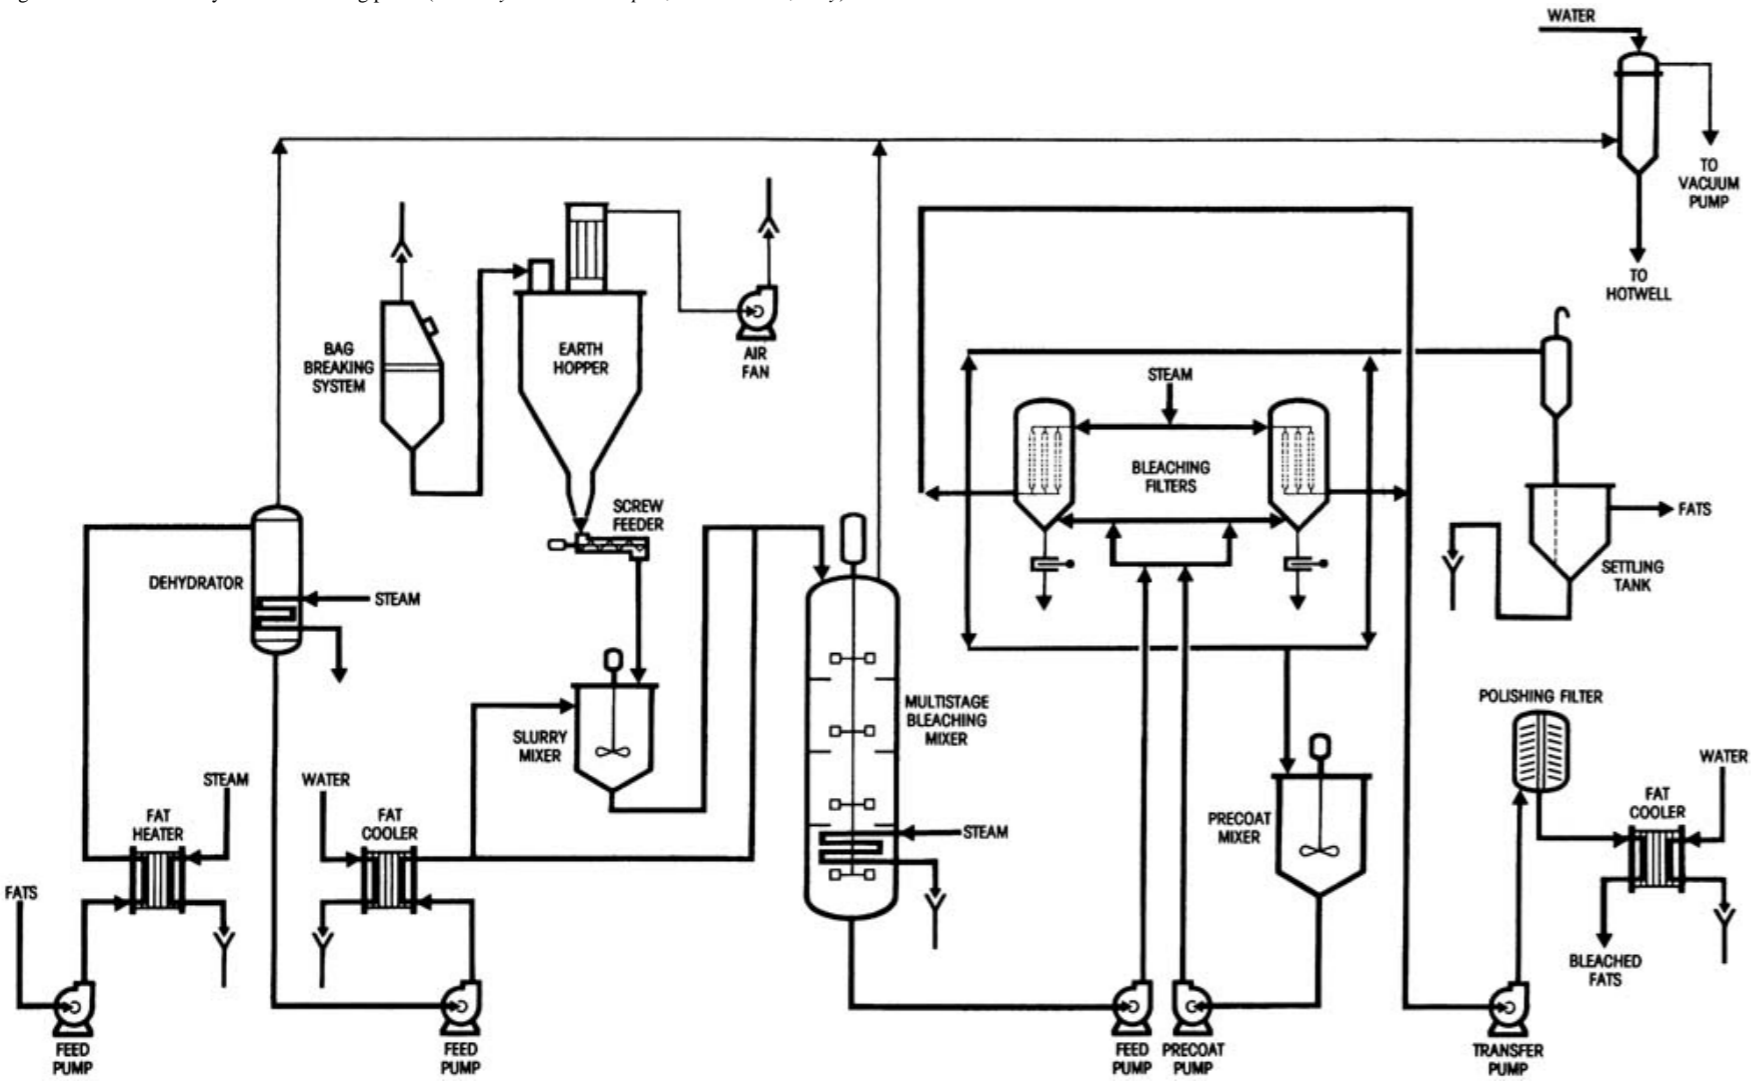 WATER
TO
VACUUM
PUMP
TO
HOTWELL
BAG
BREAKING
SYSTEM
EARTH
HOPPER
AIR
FAN
STEAM
BLEACHING
FILTERS
SCREW
FEEDER
FATS
SETTLING
TANK
DEHYDRATOR
STEAM
SLURRY
MIXER
MULTISTAGE
BLEACHING
MIXER
POLISHING FILTER
STEAM
WATER
FAT
HEATER
FAT
COOLER
STEAM
PRECOAT
MIXER
WATER
FAT
COOLER
FATS
BLEACHED
FATS
FEED
PUMP
FEED
PUMP
FEED
PUMP
PRECOAT
PUMP
TRANSFER
PUMP